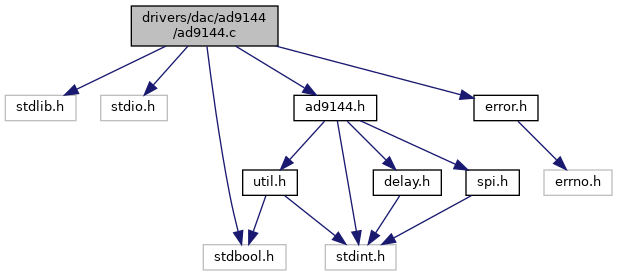 drivers/dac/ad9144
/ad9144.c
stdlib.h
stdio.h
ad9144.h
error.h
util.h
delay.h
spi.h
errno.h
stdbool.h
stdint.h